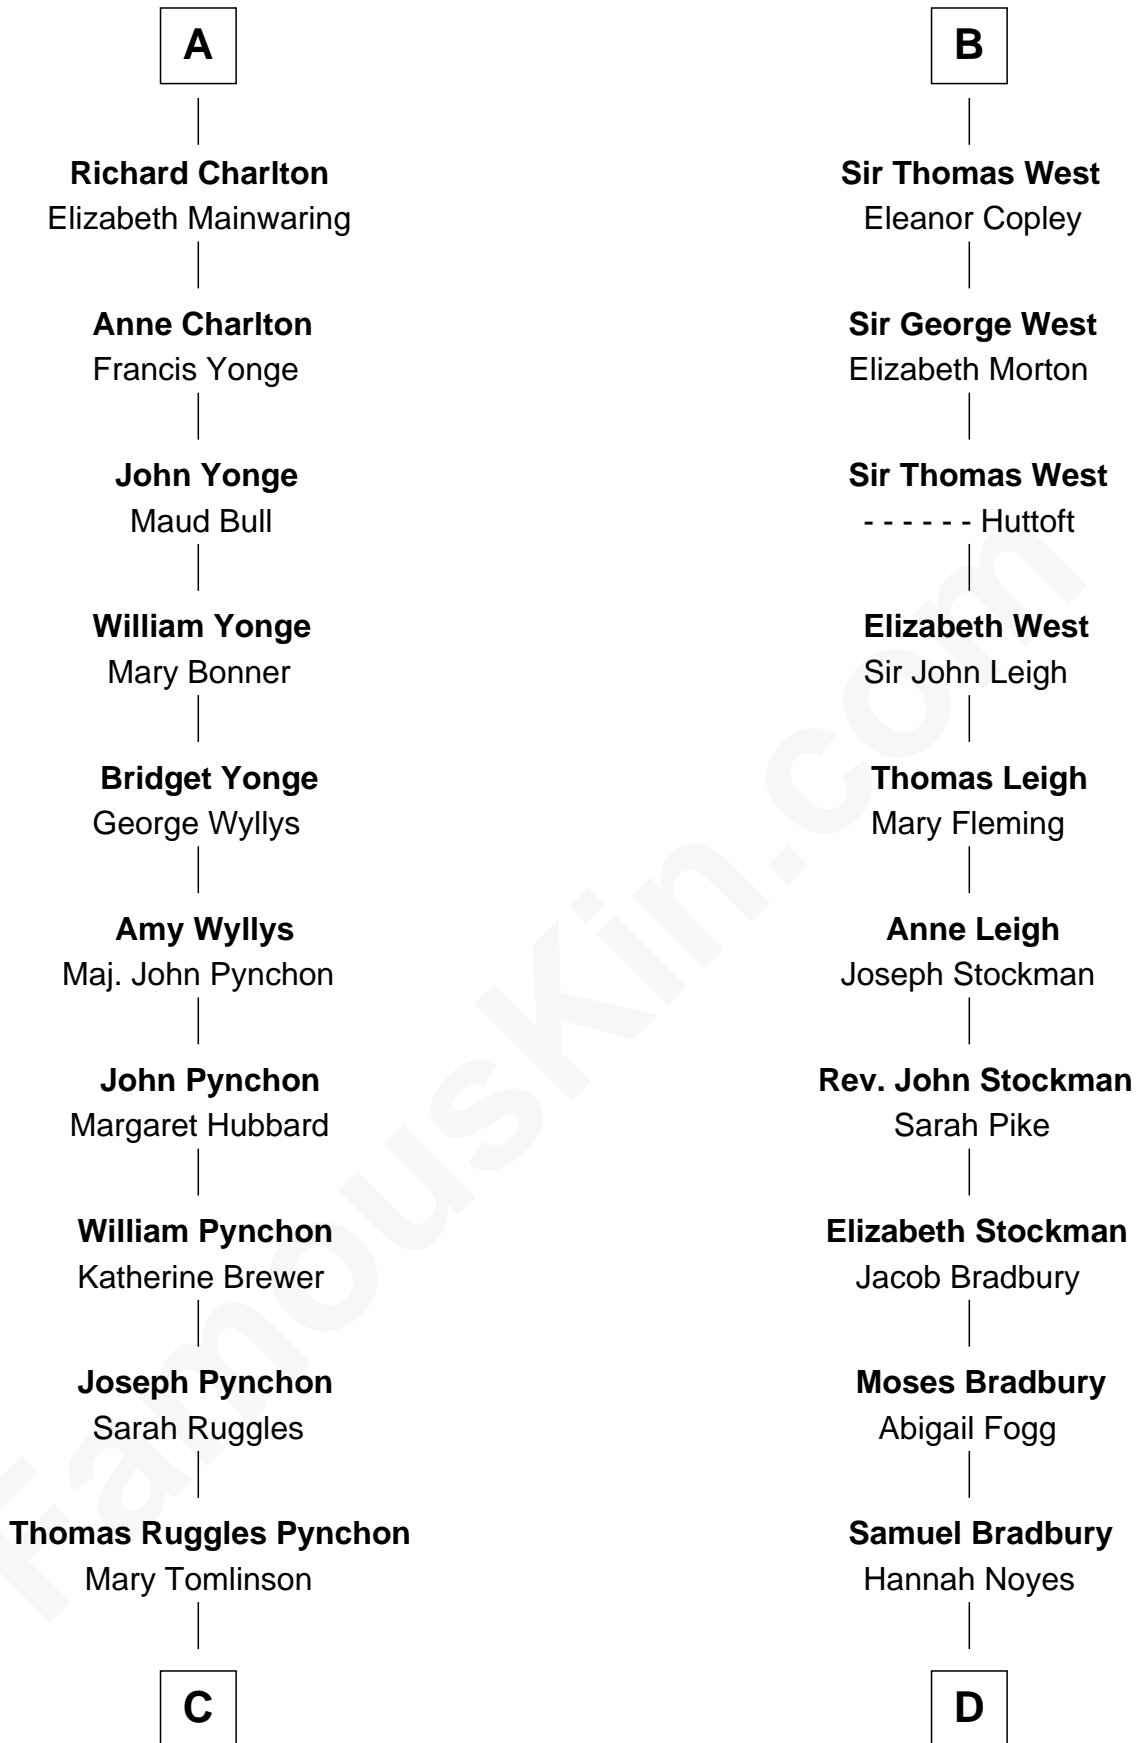 A
Richard Charlton
Elizabeth Mainwaring
Anne Charlton
Francis Yonge
John Yonge
Maud Bull
William Yonge
Mary Bonner
Bridget Yonge
George Wyllys
Amy Wyllys
Maj. John Pynchon
John Pynchon
Margaret Hubbard
William Pynchon
Katherine Brewer
Joseph Pynchon
Sarah Ruggles
Thomas Ruggles Pynchon
Mary Tomlinson
C
B
Sir Thomas West
Eleanor Copley
Sir George West
Elizabeth Morton
Sir Thomas West
- - - - - - Huttoft
Elizabeth West
Sir John Leigh
Thomas Leigh
Mary Fleming
Anne Leigh
Joseph Stockman
Rev. John Stockman
Sarah Pike
Elizabeth Stockman
Jacob Bradbury
Moses Bradbury
Abigail Fogg
Samuel Bradbury
Hannah Noyes
D
FamousKin.com